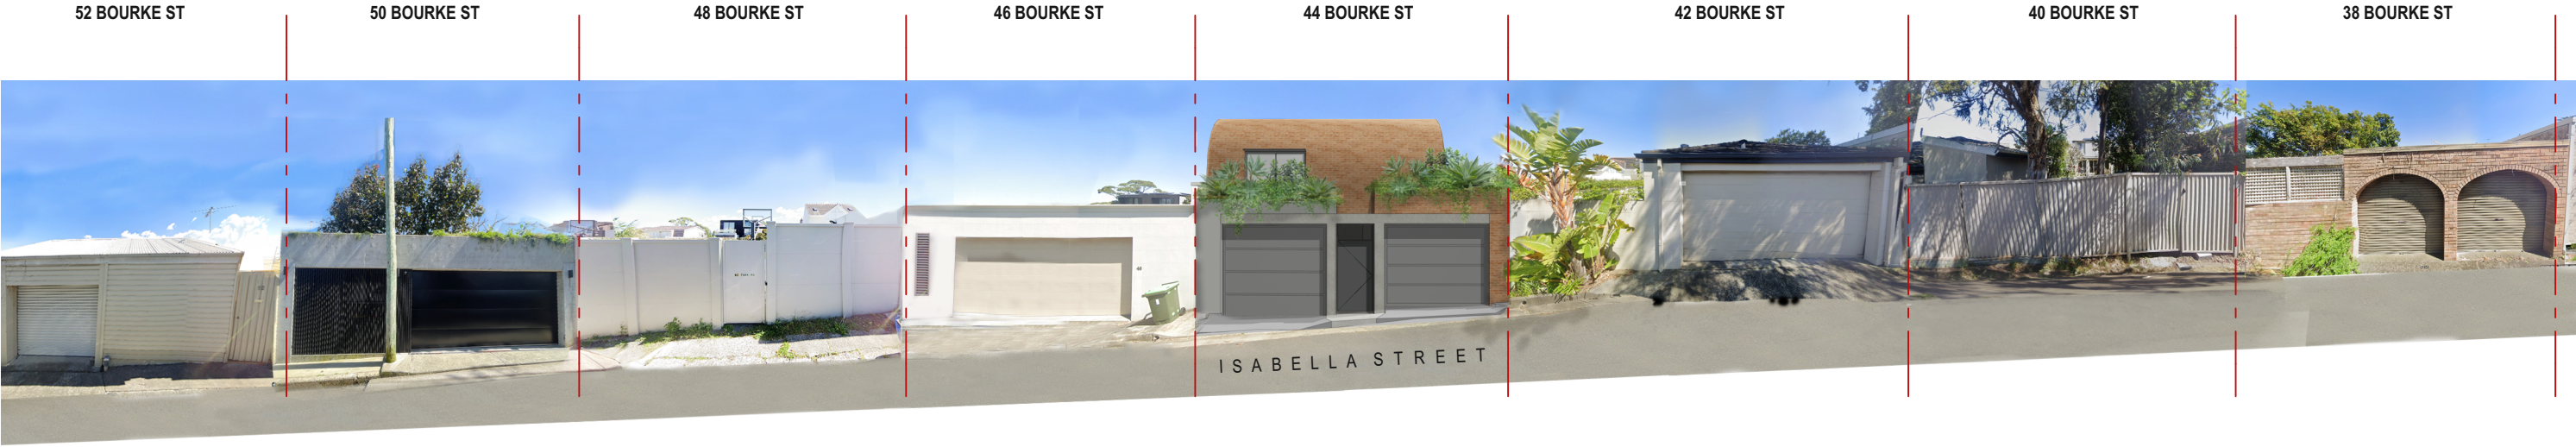 52 BOURKE ST
50 BOURKE ST
48 BOURKE ST
46 BOURKE ST
44 BOURKE ST
42 BOURKE ST
40 BOURKE ST
38 BOURKE ST
ISABELLA STREET